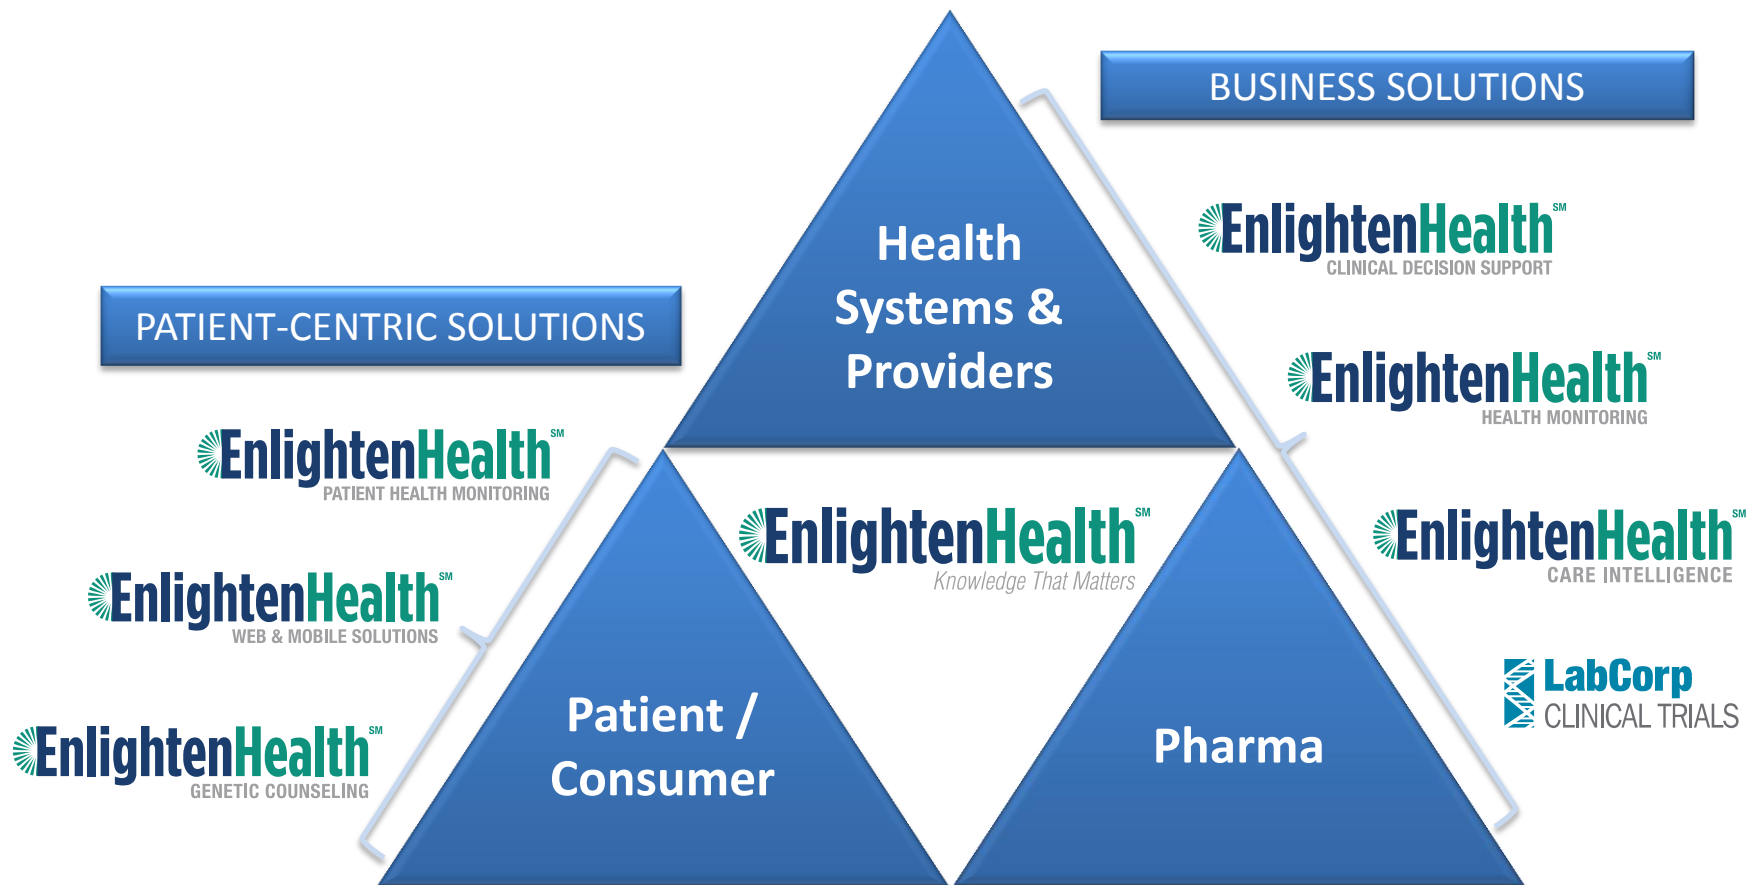 BUSINESS SOLUTIONS
EnlightenHealth℠
CLINICAL DECISION SUPPORT
Health
Systems &
Providers
PATIENT-CENTRIC SOLUTIONS
EnlightenHealth℠
HEALTH MONITORING
EnlightenHealth℠
PATIENT HEALTH MONITORING
EnlightenHealth℠
Knowledge That Matters
EnlightenHealth℠
CARE INTELLIGENCE
EnlightenHealth℠
WEB & MOBILE SOLUTIONS
LabCorp
CLINICAL TRIALS
Patient /
Consumer
Pharma
EnlightenHealth℠
GENETIC COUNSELING